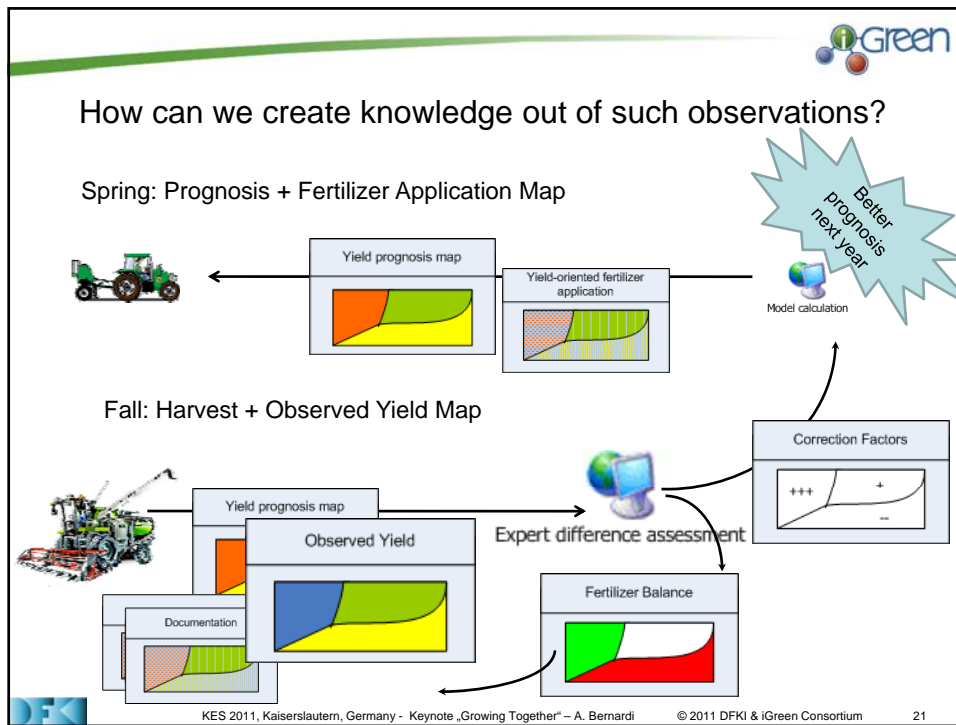 i-Green
How can we create knowledge out of such observations?
Spring: Prognosis + Fertilizer Application Map
Better
prognosis
next year
Yield prognosis map
Yield-oriented fertilizer
application
Model calculation
Fall: Harvest + Observed Yield Map
Correction Factors
+++
+
--
Yield prognosis map
Observed Yield
Expert difference assessment
Fertilizer Balance
Documentation
DFKI
KES 2011, Kaiserslautern, Germany - Keynote „Growing Together“ – A. Bernardi
© 2011 DFKI & iGreen Consortium
21